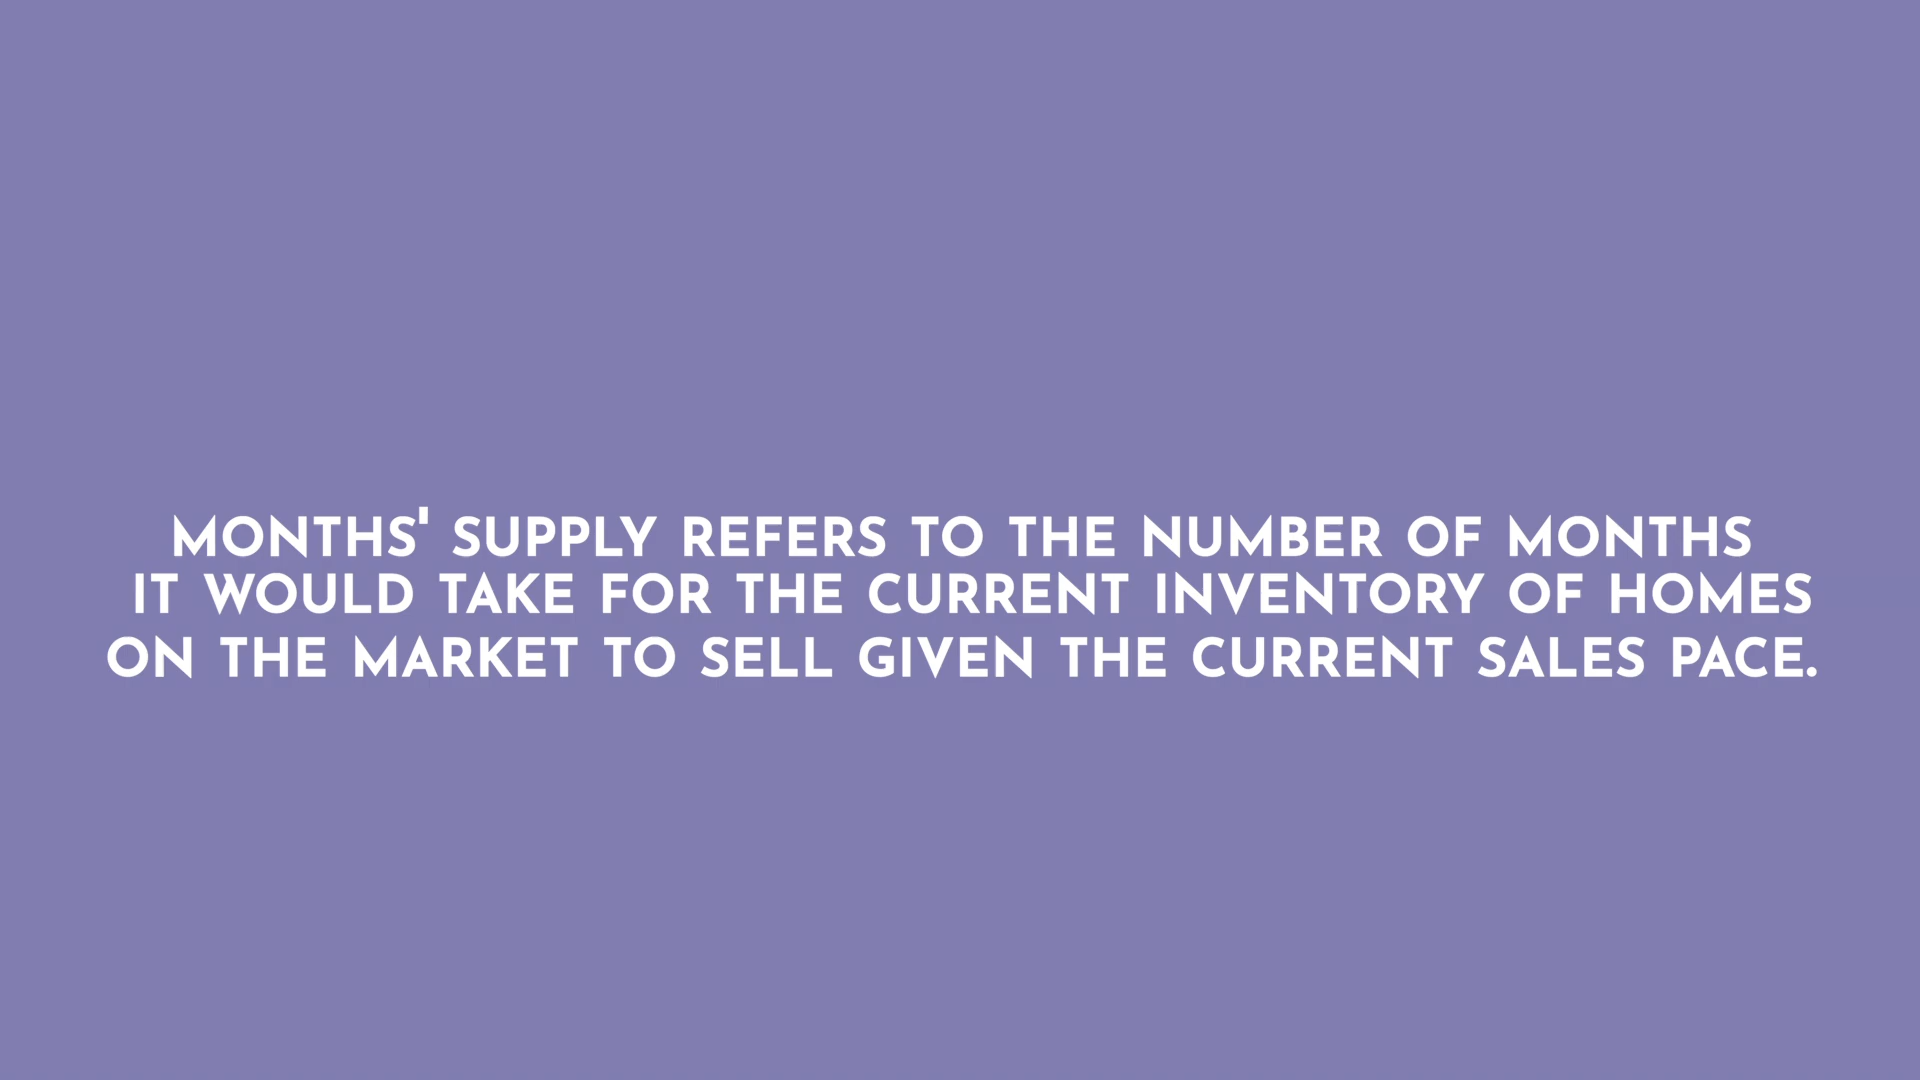 MONTHS' SUPPLY REFERS TO THE NUMBER OF MONTHS
IT WOULD TAKE FOR THE CURRENT INVENTORY OF HOMES
ON THE MARKET TO SELL GIVEN THE CURRENT SALES PACE.